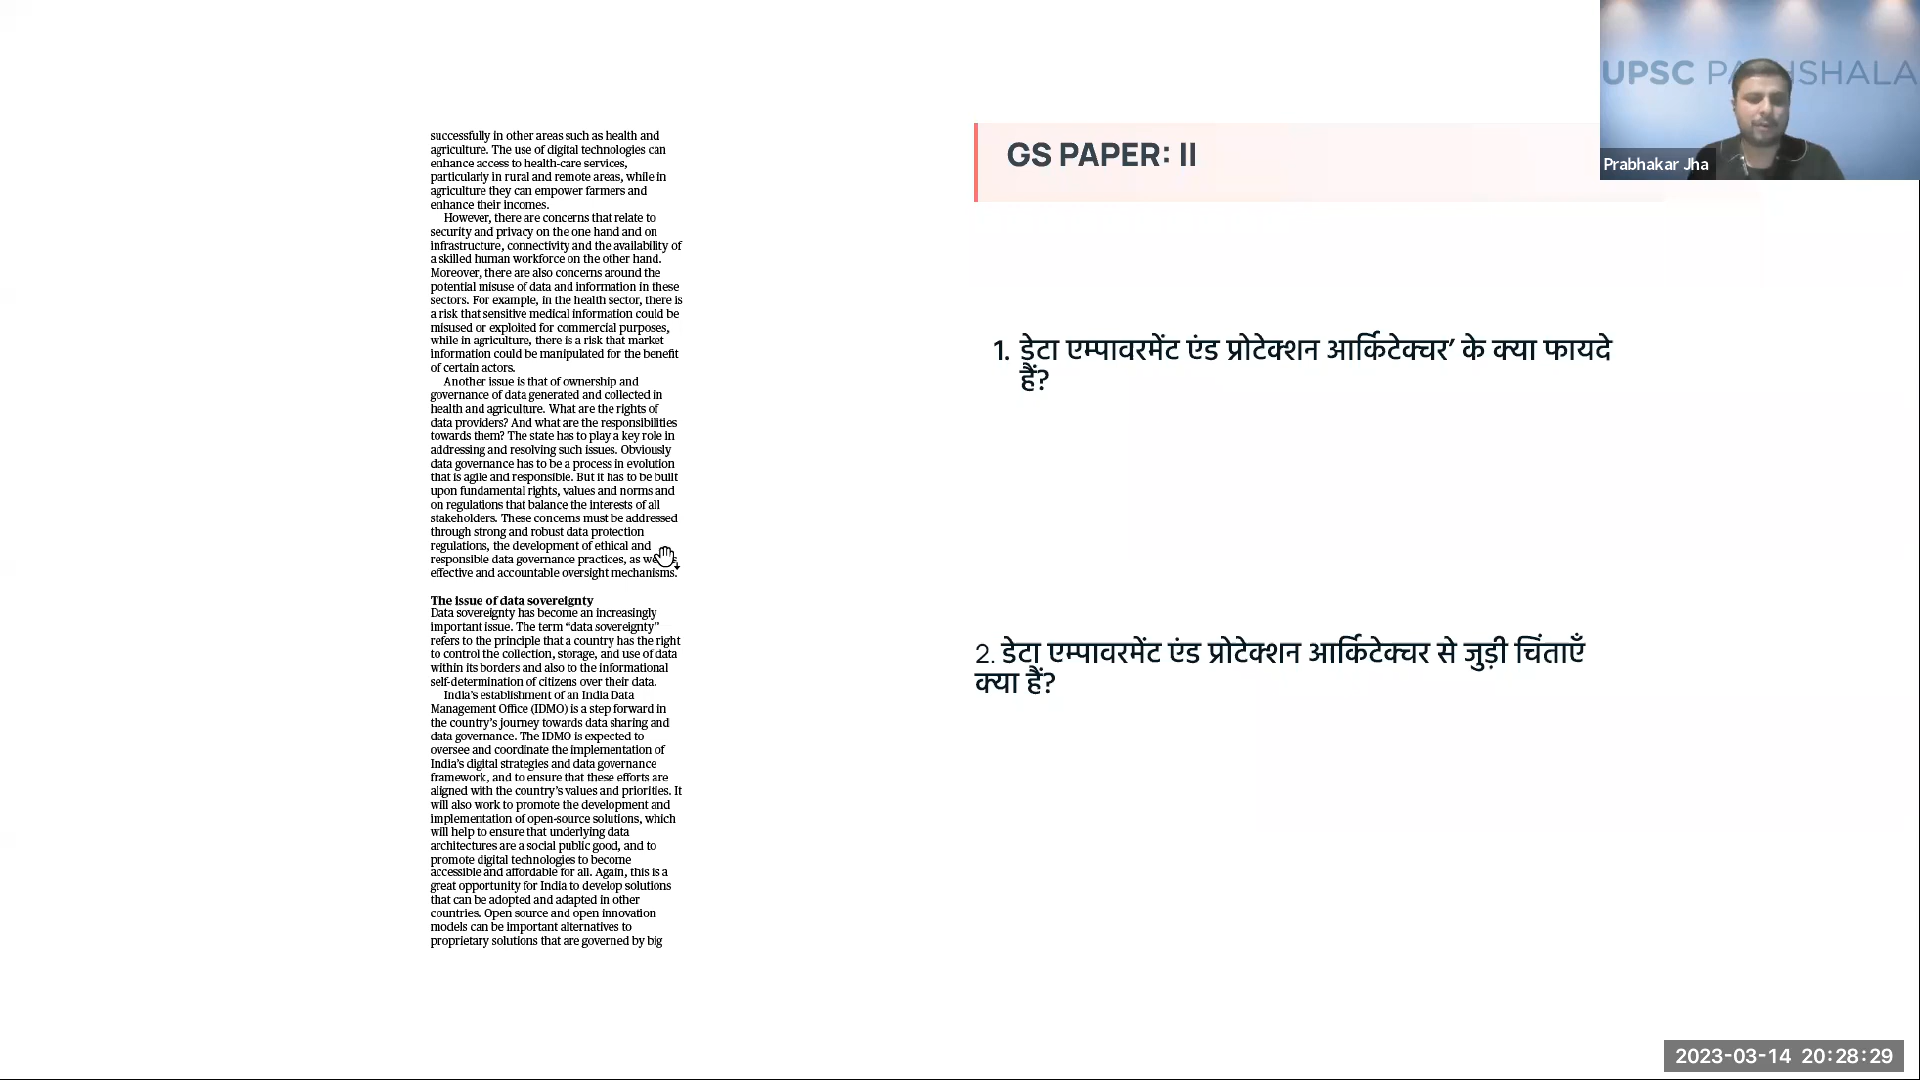 successfully in other areas such as health and
agriculture. The use of digital technologies can
enhance access to health-care services,
particularly in rural and remote areas, while in
agriculture they can empower farmers and
enhance their incomes.
However, there are concerns that relate to
security and privacy on the one hand and on
infrastructure, connectivity and the availability of
a skilled human workforce on the other hand.
Moreover, there are also concerns around the
potential misuse of data and information in these
sectors. For example, in the health sector, there is
a risk that sensitive medical information could be
misused or exploited for commercial purposes,
while in agriculture, there is a risk that market
information could be manipulated for the benefit
of certain actors.
Another issue is that of ownership and
governance of data generated and collected in
health and agriculture. What are the rights of
data providers? And what are the responsibilities
towards them? The state has to play a key role in
addressing and resolving such issues. Obviously
data governance has to be a process in evolution
that is agile and responsible. But it has to be built
upon fundamental rights, values and norms and
on regulations that balance the interests of all
stakeholders. These concerns must be addressed
through strong and robust data protection
regulations, the development of ethical and
responsible data governance practices, as
effective and accountable oversight mechanisms.
The issue of data sovereignty
Data sovereignty has become an increasingly
important issue. The term “data sovereignty”
refers to the principle that a country has the right
to control the collection, storage, and use of data
within its borders and also to the informational
self-determination of citizens over their data.
India’s establishment of an India Data
Management Office (IDMO) is a step forward in
the country’s journey towards data sharing and
data governance. The IDMO is expected to
oversee and coordinate the implementation of
India’s digital strategies and data governance
framework, and to ensure that these efforts are
aligned with the country’s values and priorities. It
will also work to promote the development and
implementation of open-source solutions, which
will help to ensure that underlying data
architectures are a social public good, and to
promote digital technologies to become
accessible and affordable for all. Again, this is a
great opportunity for India to develop solutions
that can be adopted and adapted in other
countries. Open source and open innovation
models can be important alternatives to
proprietary solutions that are governed by big
GS PAPER: II
1. डेटा एम्पावरमेंट एंड प्रोटेक्शन आर्किटेक्चर’ के क्या फायदे
हैं?
2. डेटा एम्पावरमेंट एंड प्रोटेक्शन आर्किटेक्चर से जुड़ी चिंताएँ
क्या हैं?
UPSC
Prabhakar Jha
2023-03-14 20:28:29